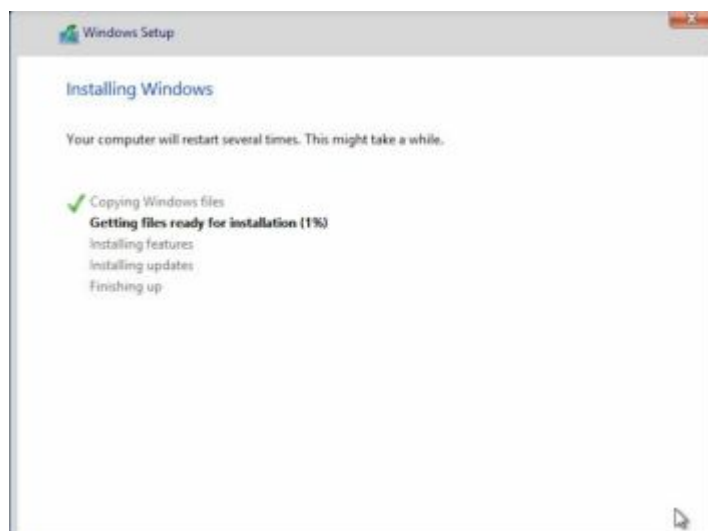 Windows Setup
Installing Windows
Your computer will restart several times. This might take a while.
Copying Windows files
Getting files ready for installation (1%)
Installing features
Installing updates
Finishing up